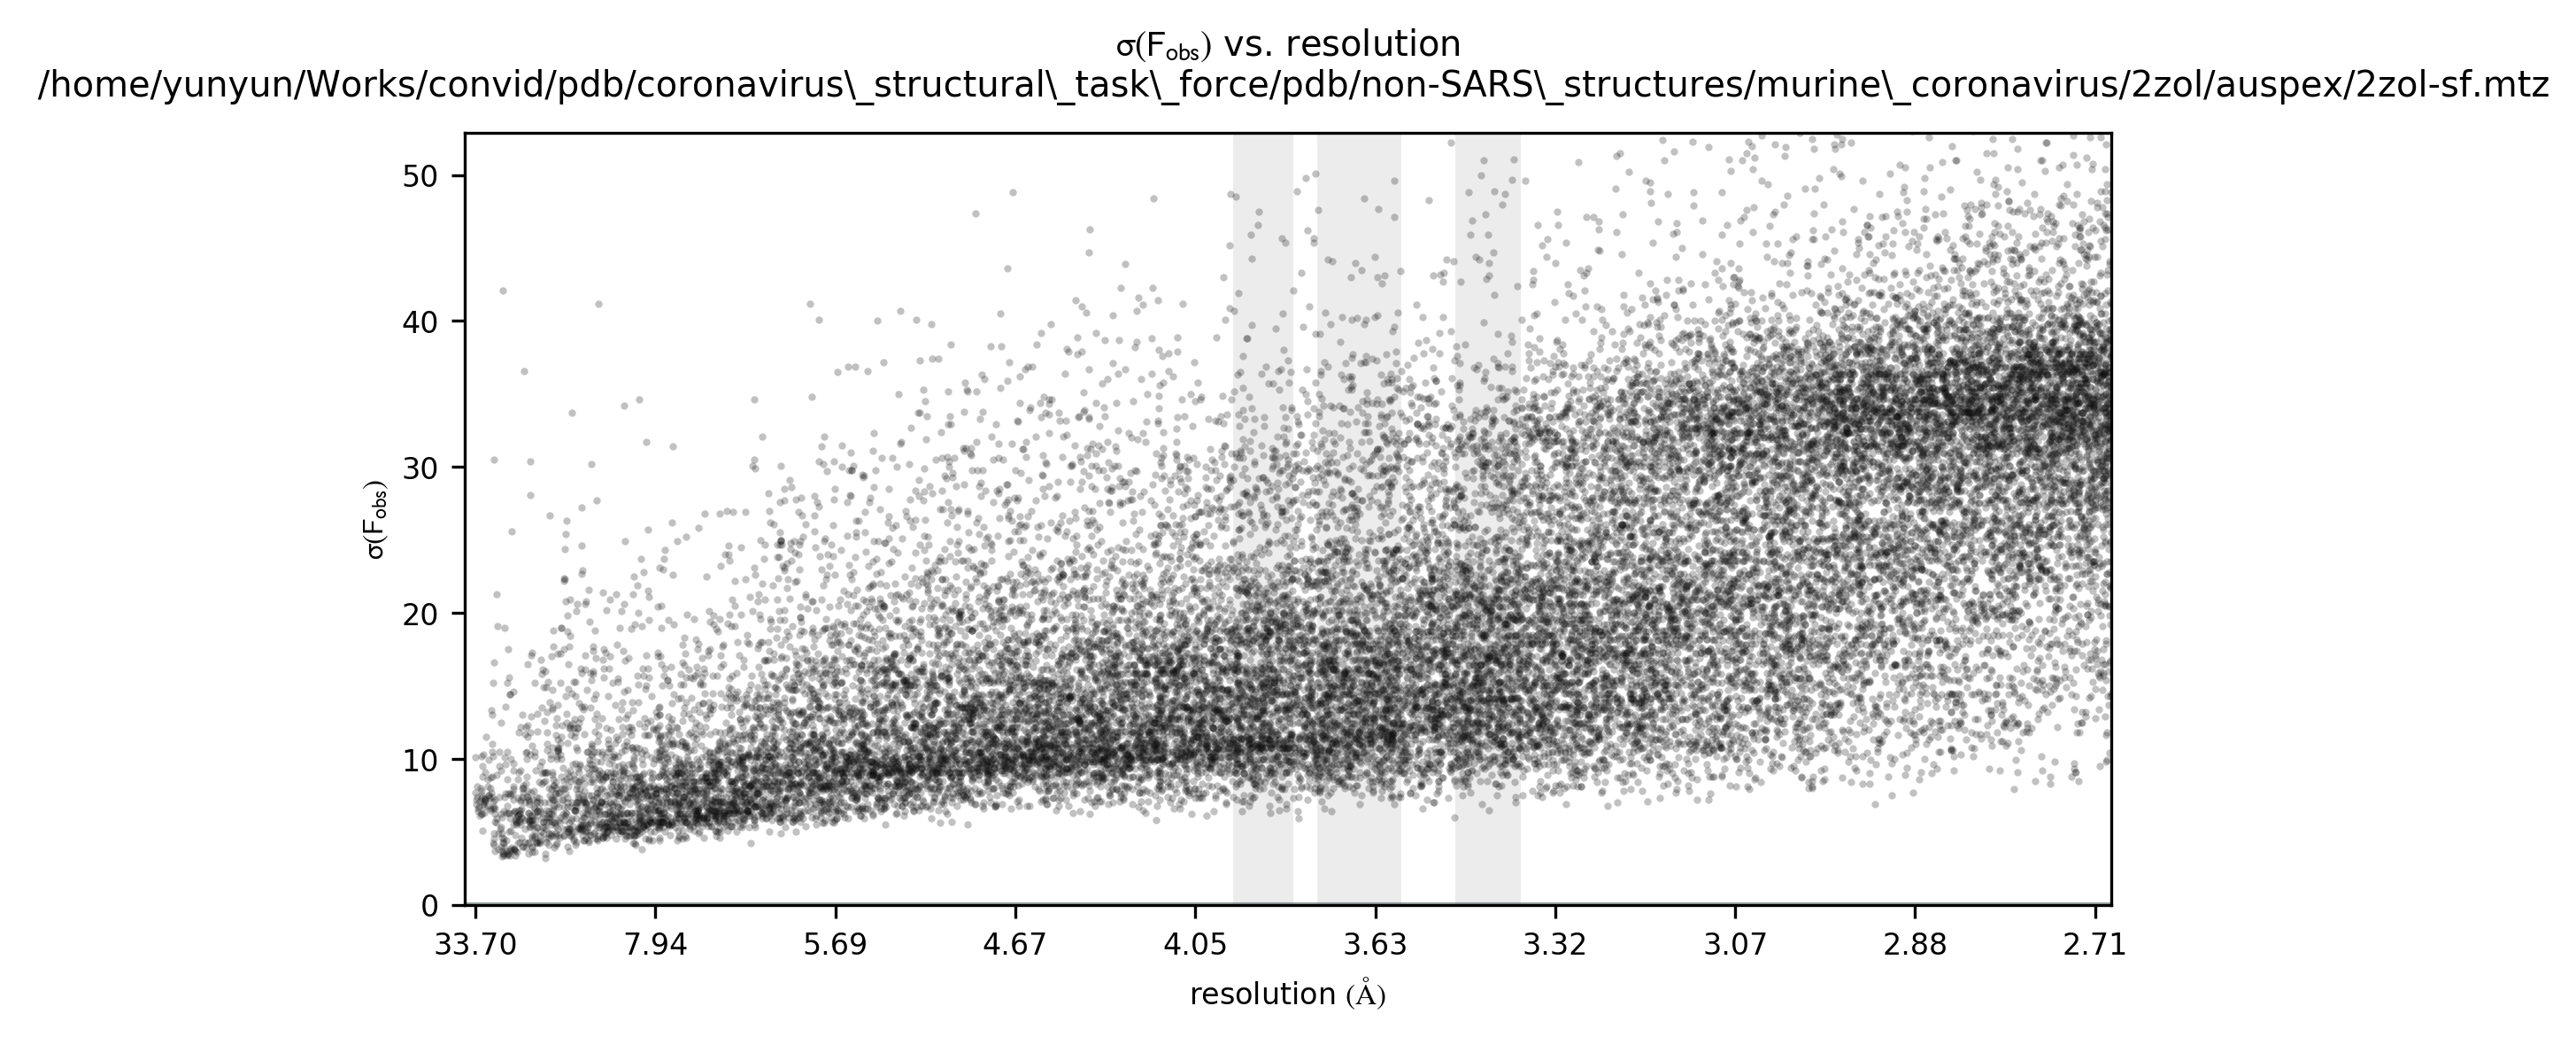 σ(Fobs) vs. resolution
/home/yunyun/Works/convid/pdb/coronavirus\_structural\_task\_force/pdb/non-SARS\_structures/murine\_coronavirus/2zol/auspex/2zol-sf.mtz
σ(Fobs)
50
40
30
20
10
0
33.70 7.94 5.69 4.67 4.05 3.63 3.32 3.07 2.88 2.71
resolution (Å)